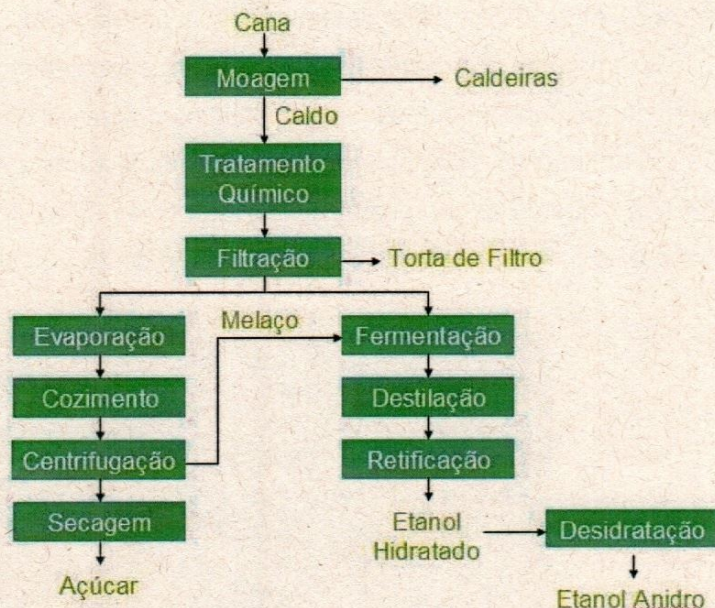 Cana
Moagem
Caldeiras
Caldo
Tratamento
Químico
Filtração
Torta de Filtro
Evaporação
Melaço
Fermentação
Cozimento
Destilação
Centrifugação
Retificação
Secagem
Etanol
Hidratado
Desidratação
Açúcar
Etanol Anidro